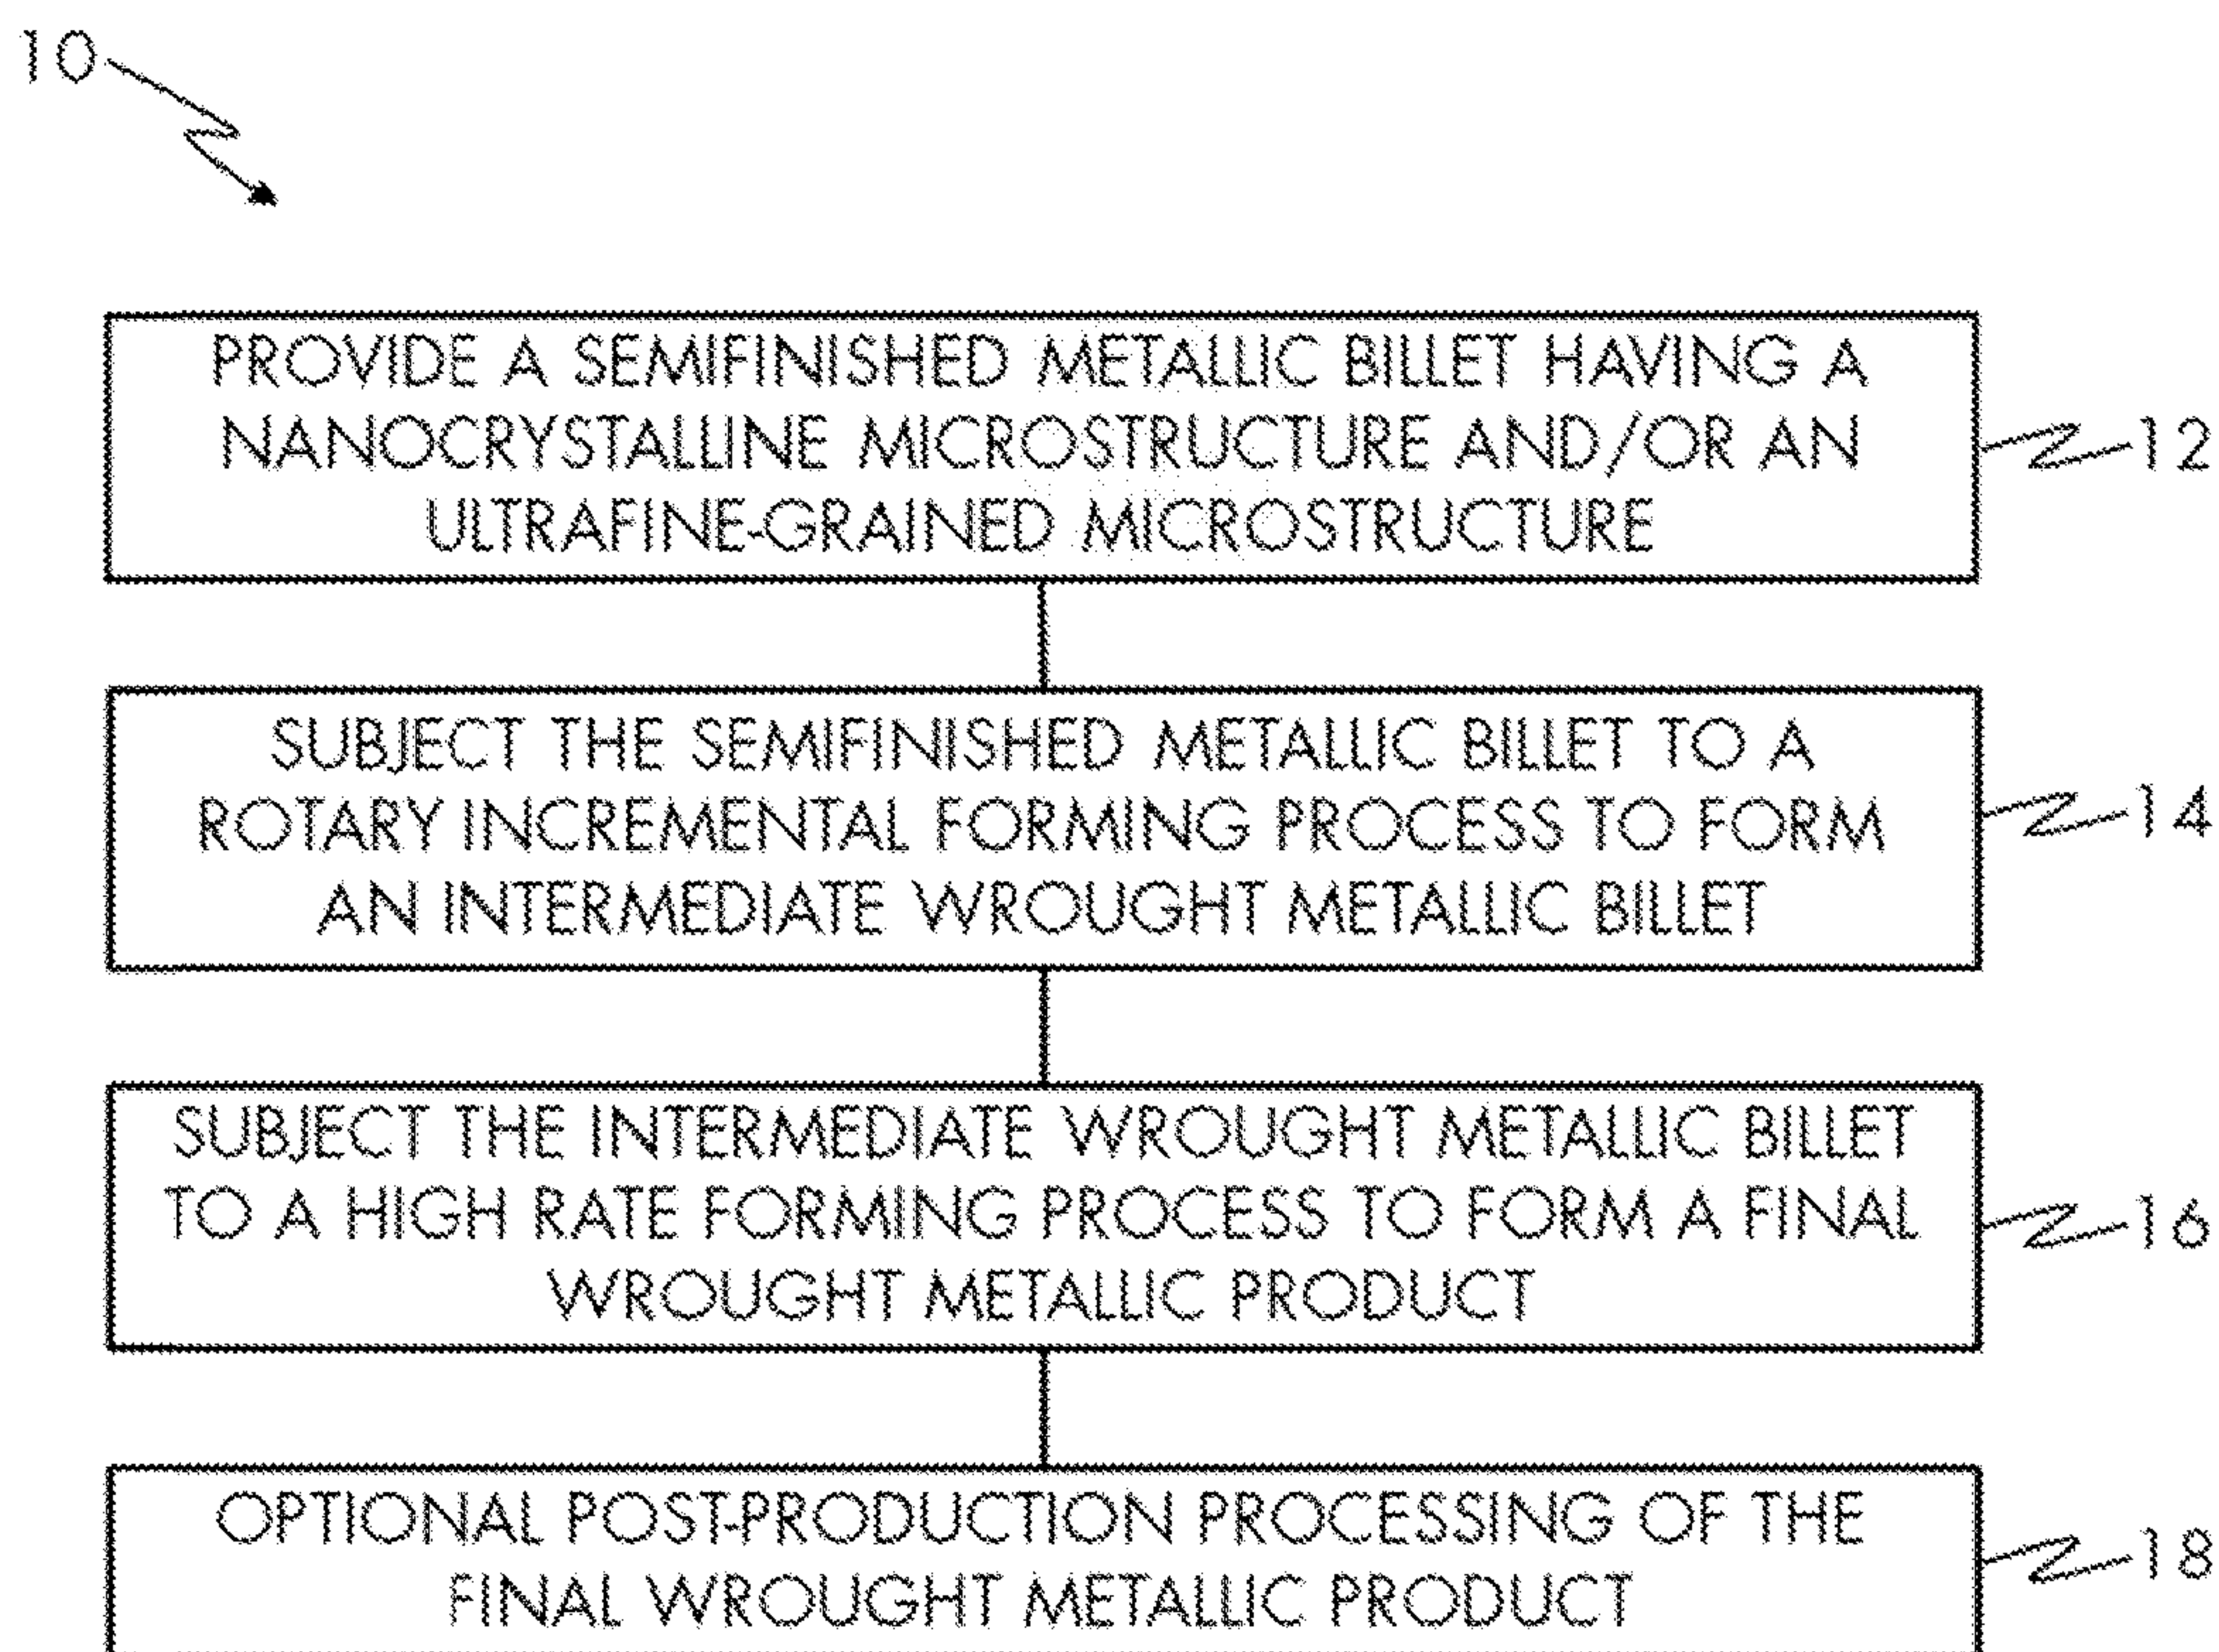 10
PROVIDE A SEMIFINISHED METALLIC BILLET HAVING A
NANOCRYSTALLINE MICROSTRUCTURE AND/OR AN
ULTRAFINE-GRAINED MICROSTRUCTURE
12
SUBJECT THE SEMIFINISHED METALLIC BILLET TO A
ROTARY INCREMENTAL FORMING PROCESS TO FORM
AN INTERMEDIATE WROUGHT METALLIC BILLET
14
SUBJECT THE INTERMEDIATE WROUGHT METALLIC BILLET
TO A HIGH RATE FORMING PROCESS TO FORM A FINAL
WROUGHT METALLIC PRODUCT
16
OPTIONAL POST-PRODUCTION PROCESSING OF THE
FINAL WROUGHT METALLIC PRODUCT
18